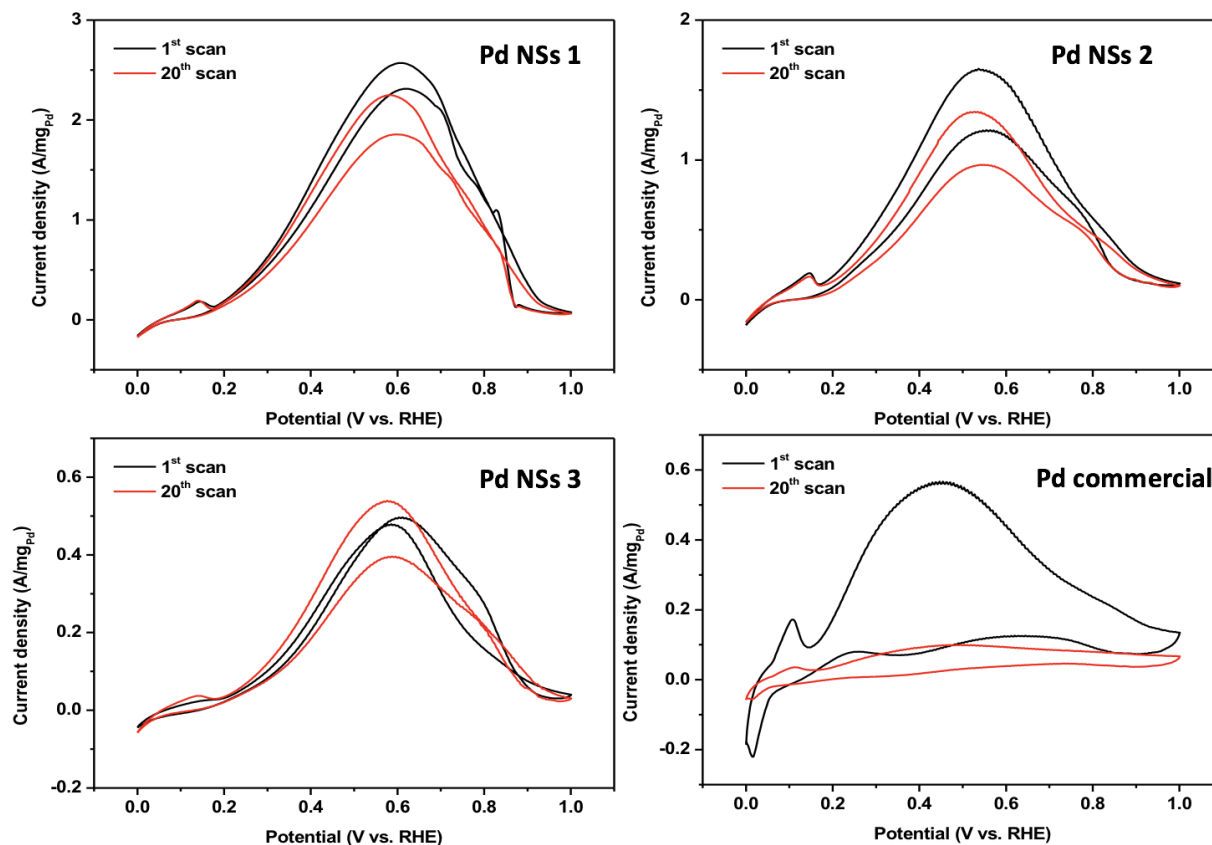 Pd NSs 1
1st scan
20th scan
3
2
1
0
Current density (A/mgPd)
0.0 0.2 0.4 0.6 0.8 1.0
Potential (V vs. RHE)
Pd NSs 2
1st scan
20th scan
2
1
0
Current density (A/mgPd)
0.0 0.2 0.4 0.6 0.8 1.0
Potential (V vs. RHE)
Pd NSs 3
1st scan
20th scan
0.6
0.4
0.2
0.0
-0.2
Current density (A/mgPd)
0.0 0.2 0.4 0.6 0.8 1.0
Potential (V vs. RHE)
Pd commercial
1st scan
20th scan
0.6
0.4
0.2
0.0
-0.2
Current density (A/mgPd)
0.0 0.2 0.4 0.6 0.8 1.0
Potential (V vs. RHE)